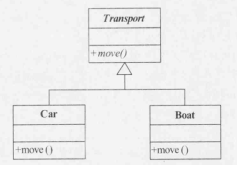 Transport
+move()
Car
+move ()
Boat
+move ()